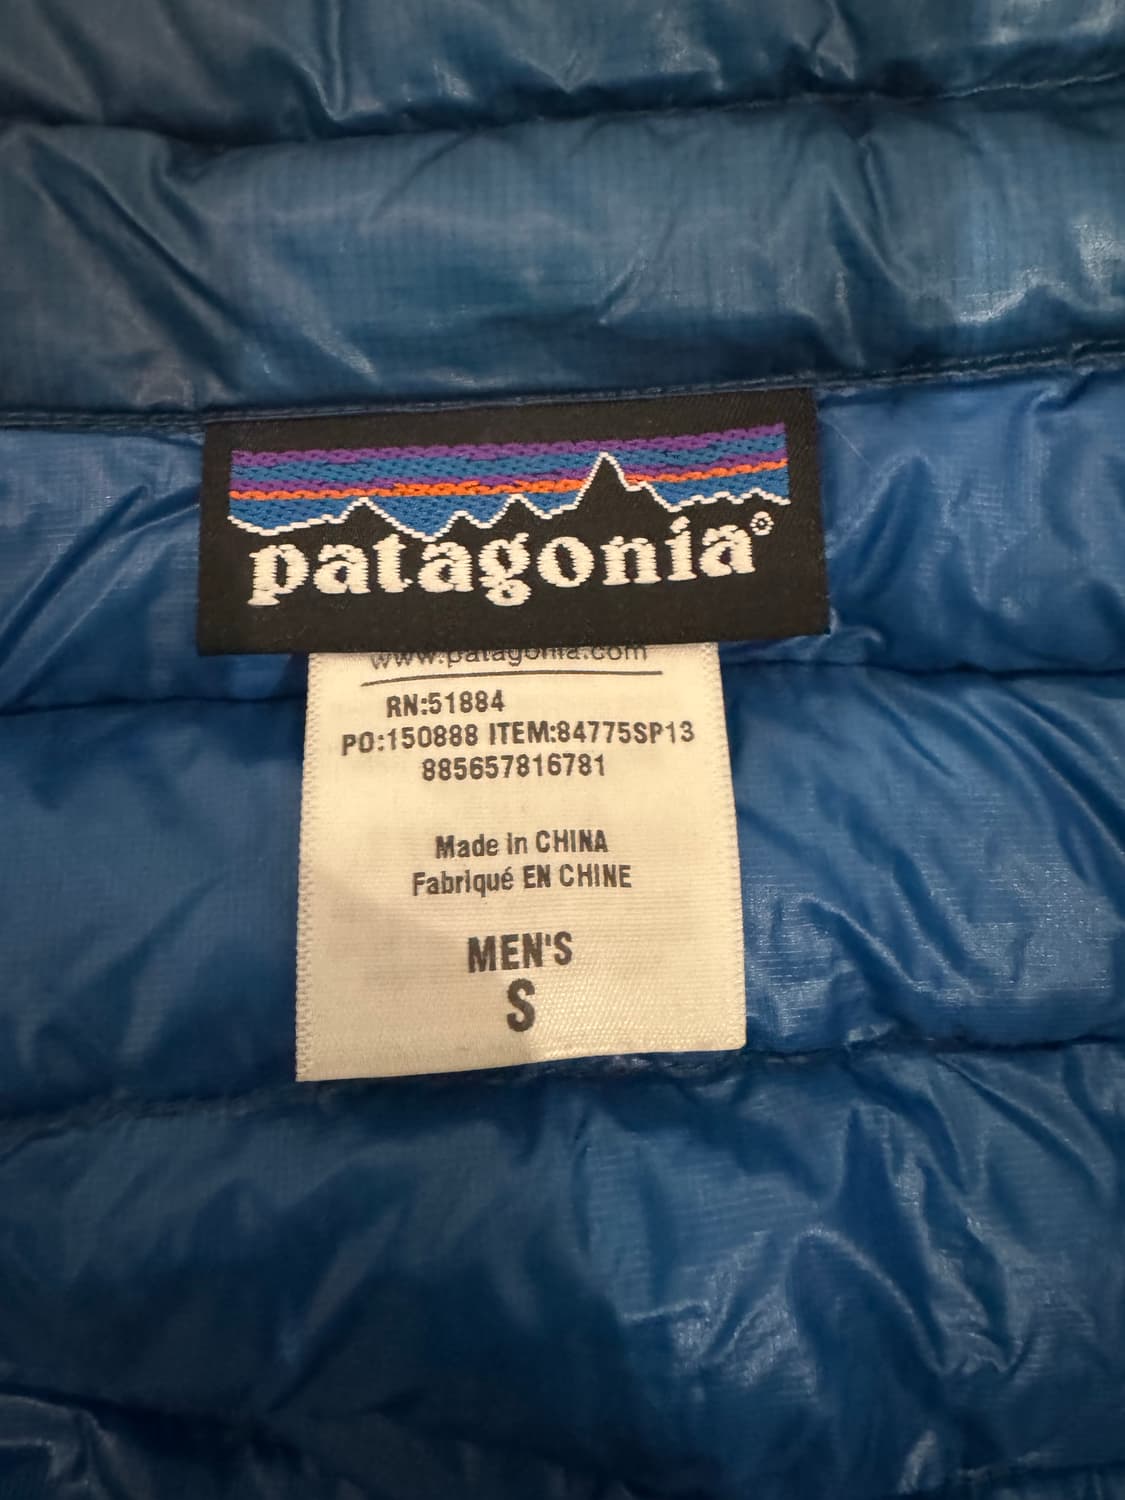 patagonia®
www.patagonia.com
RN:51884
PO:150888 ITEM:84775SP13
885657816781
Made in CHINA
Fabriqué EN CHINE
MEN'S
S